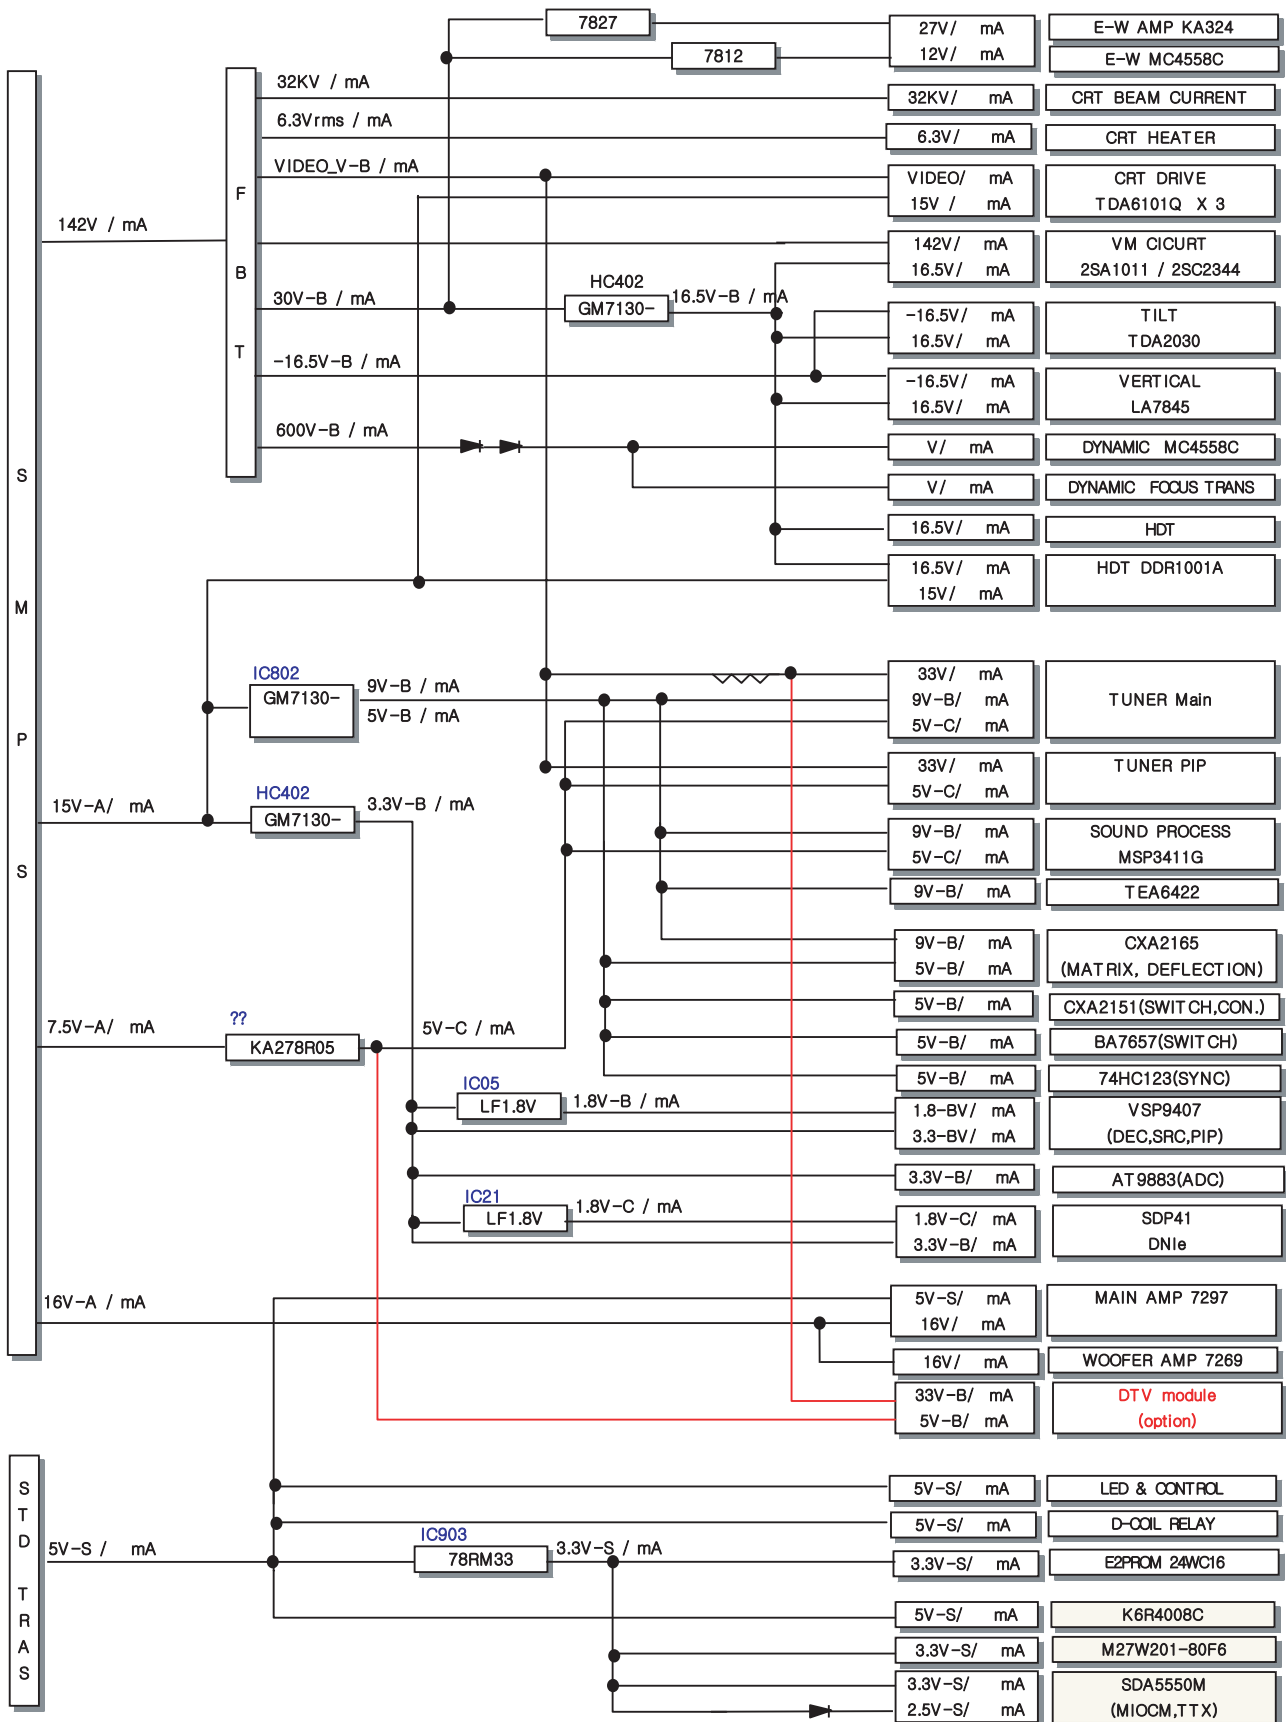 7827
27V/ mA
E-W AMP KA324
7812
12V/ mA
E-W MC4558C
32KV / mA
32KV/ mA
CRT BEAM CURRENT
6.3Vrms / mA
6.3V/ mA
CRT HEATER
VIDEO_V-B / mA
VIDEO/ mA
CRT DRIVE
15V / mA
TDA6101Q X 3
142V / mA
F
B
T
142V/ mA
VM CICURT
16.5V/ mA
2SA1011 / 2SC2344
30V-B / mA
HC402
GM7130-
16.5V-B / mA
-16.5V/ mA
TILT
16.5V/ mA
TDA2030
-16.5V-B / mA
-16.5V/ mA
VERTICAL
16.5V/ mA
LA7845
600V-B / mA
V/ mA
DYNAMIC MC4558C
V/ mA
DYNAMIC FOCUS TRANS
16.5V/ mA
HDT
16.5V/ mA
HDT DDR1001A
15V/ mA
S
M
P
S
IC802
GM7130-
9V-B / mA
5V-B / mA
33V/ mA
9V-B/ mA
TUNER Main
5V-C/ mA
33V/ mA
TUNER PIP
5V-C/ mA
15V-A/ mA
HC402
GM7130-
3.3V-B / mA
9V-B/ mA
SOUND PROCESS
5V-C/ mA
MSP3411G
9V-B/ mA
TEA6422
9V-B/ mA
CXA2165
5V-B/ mA
(MATRIX, DEFLECTION)
5V-B/ mA
CXA2151(SWITCH,CON.)
7.5V-A/ mA
??
KA278R05
5V-C / mA
5V-B/ mA
BA7657(SWITCH)
5V-B/ mA
74HC123(SYNC)
IC05
LF1.8V
1.8V-B / mA
1.8-BV/ mA
VSP9407
3.3-BV/ mA
(DEC,SRC,PIP)
3.3V-B/ mA
AT9883(ADC)
IC21
LF1.8V
1.8V-C / mA
1.8V-C/ mA
SDP41
3.3V-B/ mA
DNIe
16V-A / mA
5V-S/ mA
MAIN AMP 7297
16V/ mA
16V/ mA
WOOFER AMP 7269
33V-B/ mA
DTV module
5V-B/ mA
(option)
S
T
D
T
R
A
S
5V-S / mA
5V-S/ mA
LED & CONTROL
5V-S/ mA
D-COIL RELAY
IC903
78RM33
3.3V-S / mA
3.3V-S/ mA
E2PROM 24WC16
5V-S/ mA
K6R4008C
3.3V-S/ mA
M27W201-80F6
3.3V-S/ mA
SDA5550M
2.5V-S/ mA
(MIOCM,TTX)